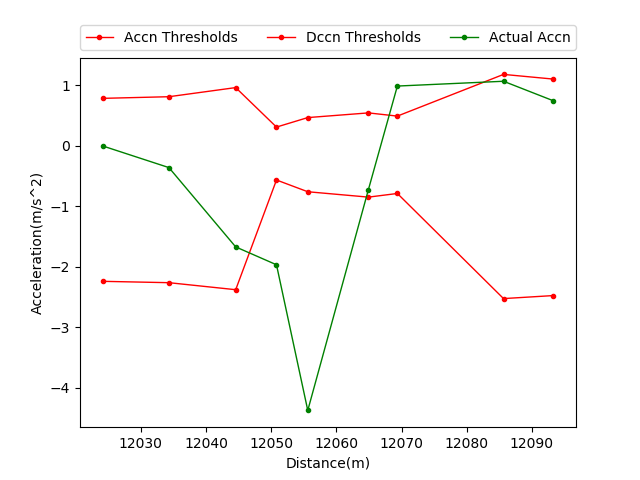 Accn Thresholds Dccn Thresholds Actual Accn
1
0
−1
−2
−3
−4
Acceleration(m/s^2)
12030 12040 12050 12060 12070 12080 12090
Distance(m)